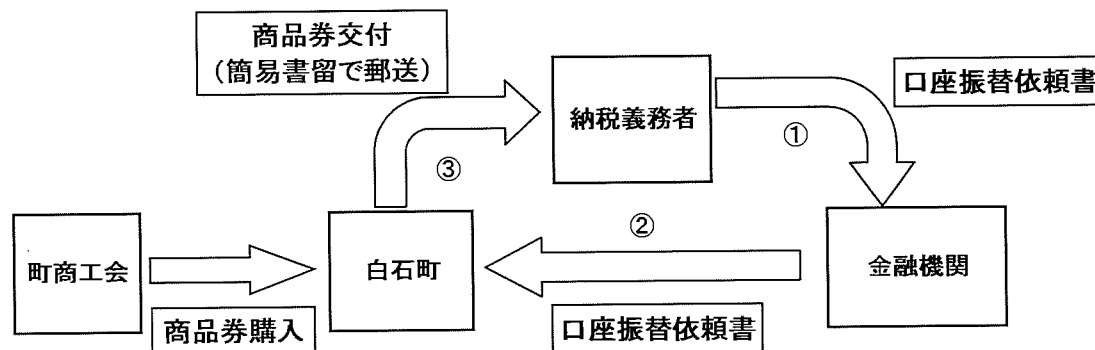 商品券交付
(簡易書留で郵送)
納税義務者
口座振替依頼書
①
③
②
町商工会
白石町
金融機関
商品券購入
口座振替依頼書